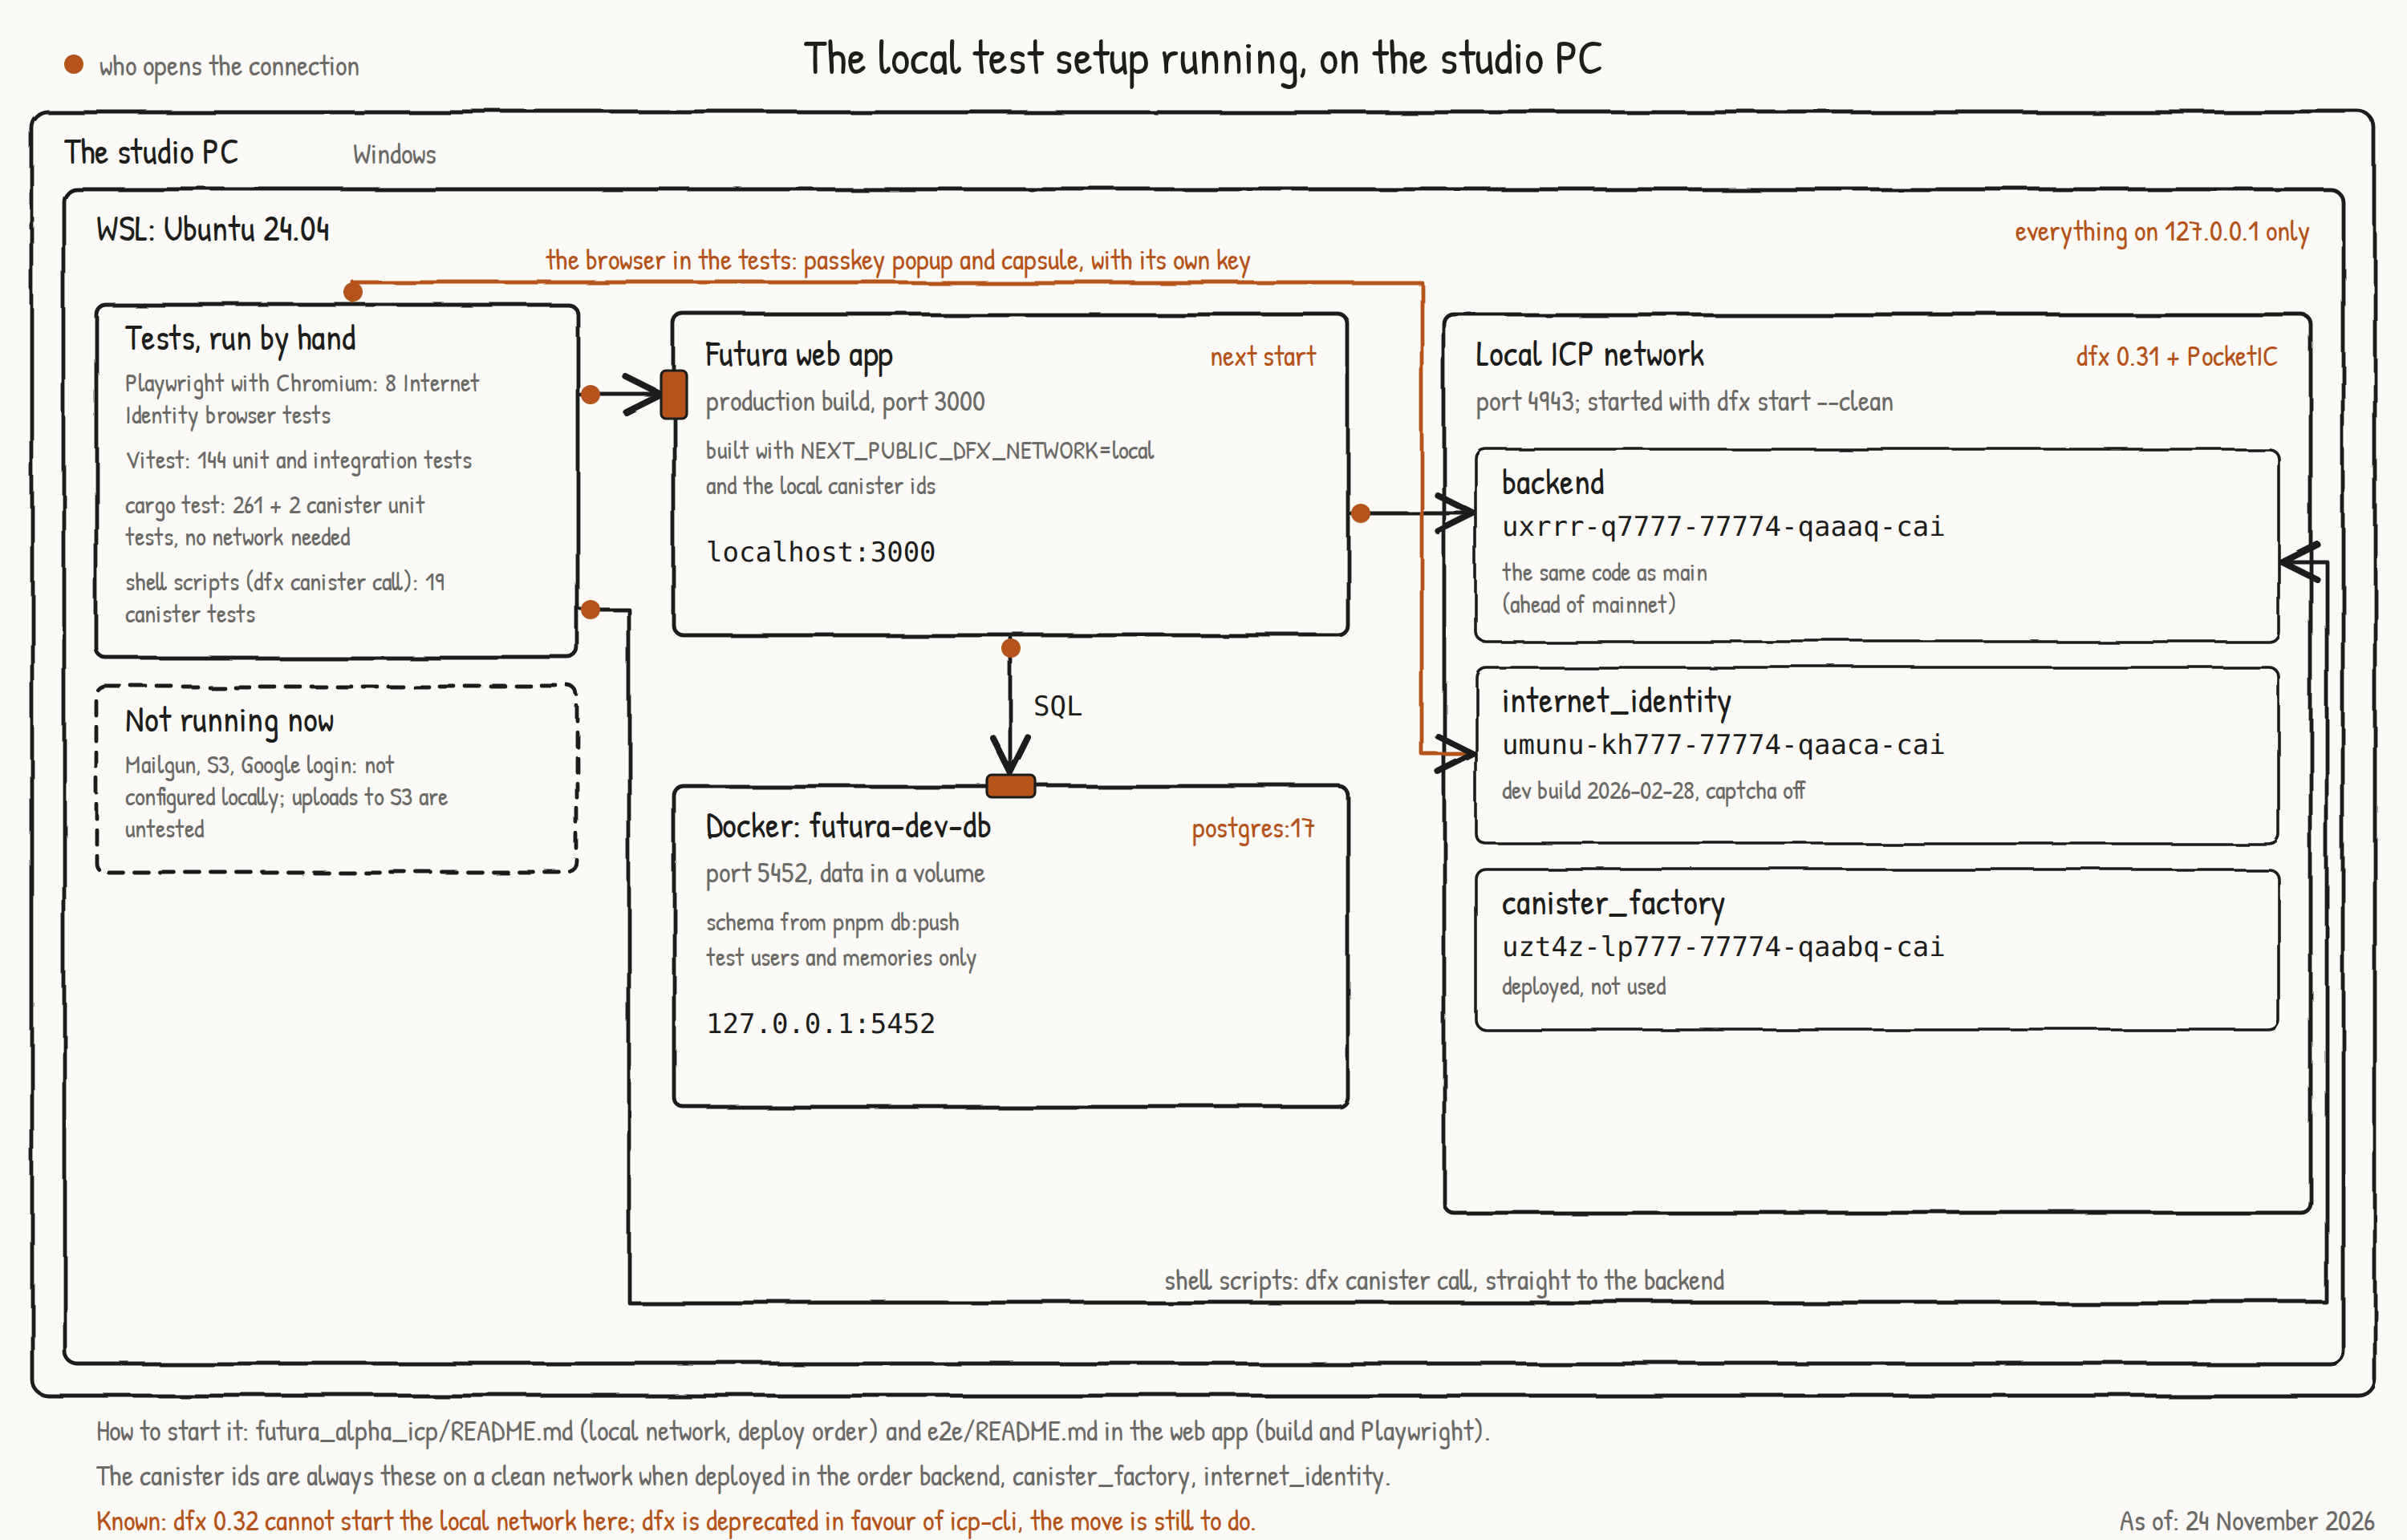 who opens the connection
The local test setup running, on the studio PC
The studio PC
Windows
WSL: Ubuntu 24.04
everything on 127.0.0.1 only
the browser in the tests: passkey popup and capsule, with its own key
Tests, run by hand
Playwright with Chromium: 8 Internet
Identity browser tests
Vitest: 144 unit and integration tests
cargo test: 261 + 2 canister unit
tests, no network needed
shell scripts (dfx canister call): 19
canister tests
Not running now
Mailgun, S3, Google login: not
configured locally; uploads to S3 are
untested
Futura web app
next start
production build, port 3000
built with NEXT_PUBLIC_DFX_NETWORK=local
and the local canister ids
localhost:3000
SQL
Docker: futura-dev-db
postgres:17
port 5452, data in a volume
schema from pnpm db:push
test users and memories only
127.0.0.1:5452
Local ICP network
dfx 0.31 + PocketIC
port 4943; started with dfx start --clean
backend
uxrrr-q7777-77774-qaaaq-cai
the same code as main
(ahead of mainnet)
internet_identity
umunu-kh777-77774-qaaca-cai
dev build 2026-02-28, captcha off
canister_factory
uzt4z-lp777-77774-qaabq-cai
deployed, not used
shell scripts: dfx canister call, straight to the backend
How to start it: futura_alpha_icp/README.md (local network, deploy order) and e2e/README.md in the web app (build and Playwright).
The canister ids are always these on a clean network when deployed in the order backend, canister_factory, internet_identity.
Known: dfx 0.32 cannot start the local network here; dfx is deprecated in favour of icp-cli, the move is still to do.
As of: 24 November 2026